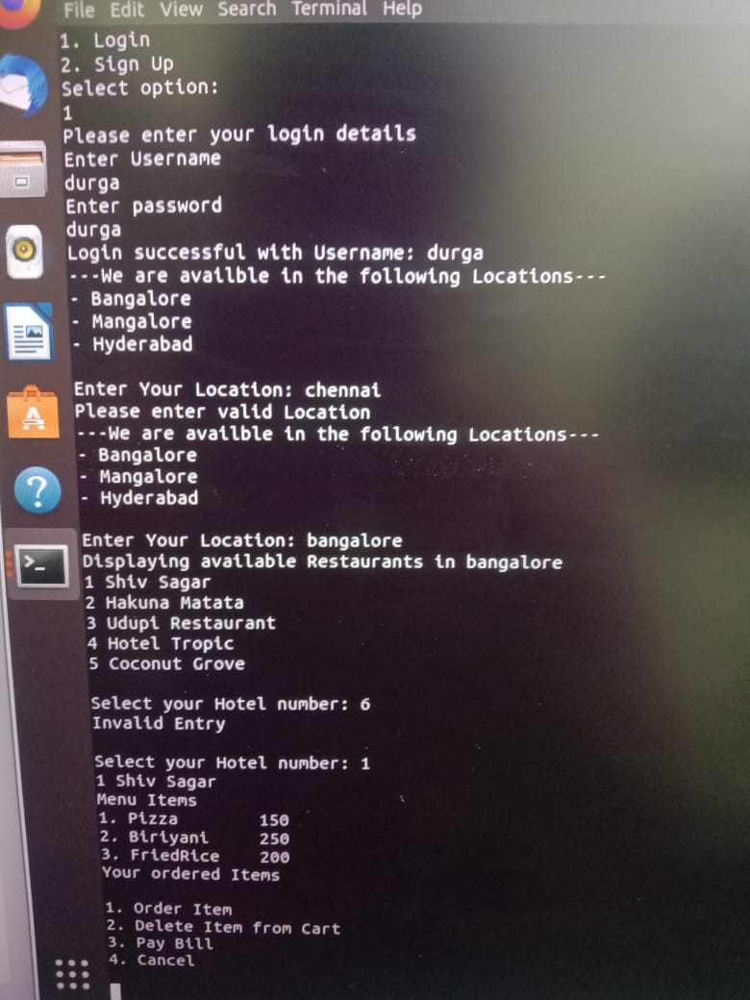 File Edit View Search Terminal Help
1. Login
2. Sign Up
Select option:
1
Please enter your login details
Enter Username
durga
Enter password
durga
Login successful with Username: durga
---We are availble in the following Locations---
- Bangalore
- Mangalore
- Hyderabad
Enter Your Location: chennai
Please enter valid Location
---We are availble in the following Locations---
- Bangalore
- Mangalore
- Hyderabad
Enter Your Location: bangalore
Displaying available Restaurants in bangalore
1 Shiv Sagar
2 Hakuna Matata
3 Udupi Restaurant
4 Hotel Tropic
5 Coconut Grove
Select your Hotel number: 6
Invalid Entry
Select your Hotel number: 1
1 Shiv Sagar
Menu Items
1. Pizza 150
2. Biriyani 250
3. FriedRice 200
Your ordered Items
1. Order Item
2. Delete Item from Cart
3. Pay Bill
4. Cancel